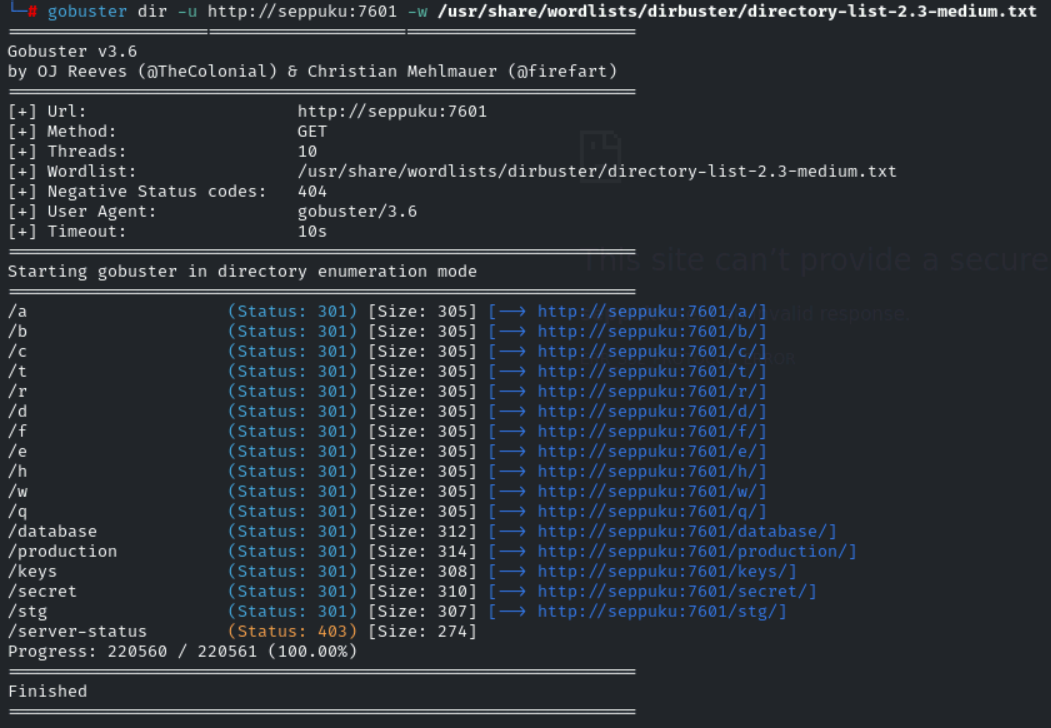 └─# gobuster dir -u http://seppuku:7601 -w /usr/share/wordlists/dirbuster/directory-list-2.3-medium.txt
===============================================================
Gobuster v3.6
by OJ Reeves (@TheColonial) & Christian Mehlmauer (@firefart)
===============================================================
[+] Url:                     http://seppuku:7601
[+] Method:                  GET
[+] Threads:                 10
[+] Wordlist:                /usr/share/wordlists/dirbuster/directory-list-2.3-medium.txt
[+] Negative Status codes:   404
[+] User Agent:              gobuster/3.6
[+] Timeout:                 10s
===============================================================
This site can't provide a secure
Starting gobuster in directory enumeration mode
===============================================================
/a                    (Status: 301) [Size: 305] [--> http://seppuku:7601/a/]
valid response.
/b                    (Status: 301) [Size: 305] [--> http://seppuku:7601/b/]
/c                    (Status: 301) [Size: 305] [--> http://seppuku:7601/c/]
/t                    (Status: 301) [Size: 305] [--> http://seppuku:7601/t/]
/r                    (Status: 301) [Size: 305] [--> http://seppuku:7601/r/]
/d                    (Status: 301) [Size: 305] [--> http://seppuku:7601/d/]
/f                    (Status: 301) [Size: 305] [--> http://seppuku:7601/f/]
/e                    (Status: 301) [Size: 305] [--> http://seppuku:7601/e/]
/h                    (Status: 301) [Size: 305] [--> http://seppuku:7601/h/]
/w                    (Status: 301) [Size: 305] [--> http://seppuku:7601/w/]
/q                    (Status: 301) [Size: 305] [--> http://seppuku:7601/q/]
/database             (Status: 301) [Size: 312] [--> http://seppuku:7601/database/]
/production           (Status: 301) [Size: 314] [--> http://seppuku:7601/production/]
/keys                 (Status: 301) [Size: 308] [--> http://seppuku:7601/keys/]
/secret               (Status: 301) [Size: 310] [--> http://seppuku:7601/secret/]
/stg                  (Status: 301) [Size: 307] [--> http://seppuku:7601/stg/]
/server-status        (Status: 403) [Size: 274]
Progress: 220560 / 220561 (100.00%)
===============================================================
Finished
===============================================================